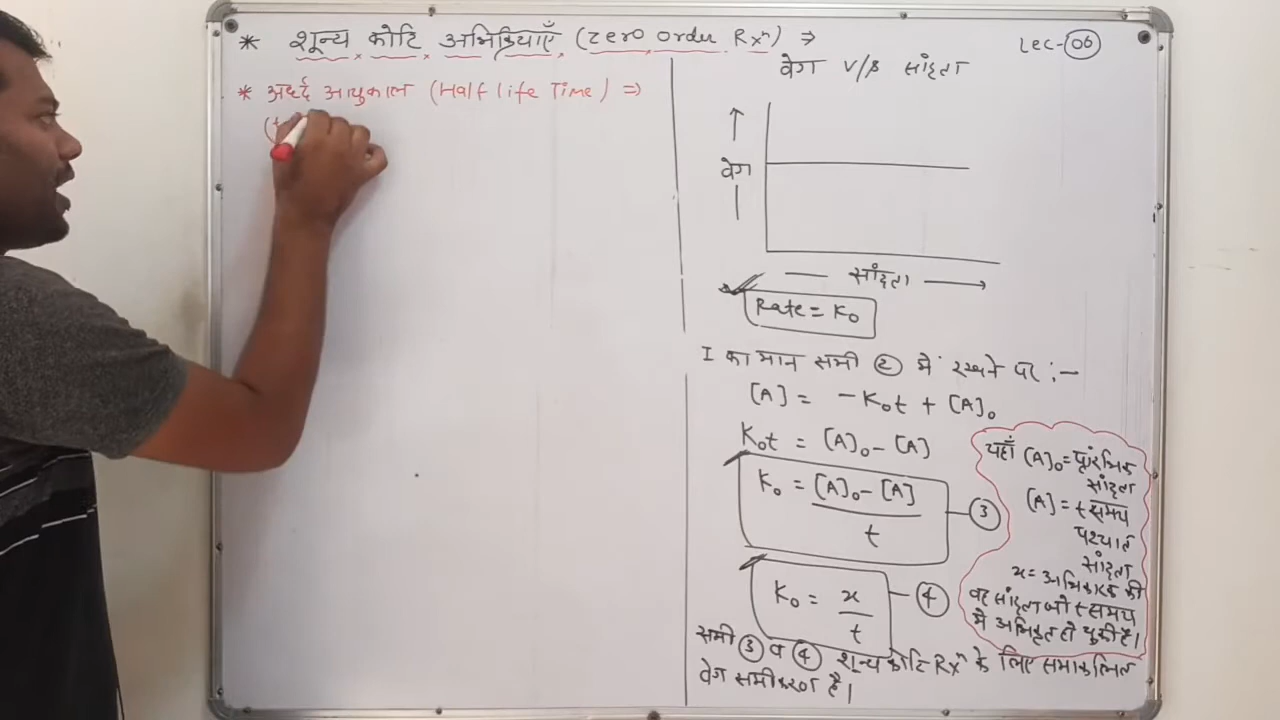 * शून्य कोटि अभिक्रियाएँ (Zero order Rxⁿ) ⇒
Lec-06
* अर्द्ध आयुकाल (Half life Time) ⇒
वेग V/s सांद्रता
वेग
सांद्रता
Rate = K₀
I का मान समी ② में रखने पर :-
[A] = -K₀t + [A]₀
K₀t = [A]₀ - [A]
K₀ = [A]₀ - [A] / t - ③
K₀ = x / t - ④
समी ③ व ④ शून्य कोटि Rxⁿ के लिए समाकलित
वेग समीकरण है।
यहाँ [A]₀ = प्रारंभिक
सांद्रता
[A] = t समय
पश्चात
सांद्रता
x = अभिकारक की
वह सांद्रता जो t समय
में अभिकृत हो चुकी है।